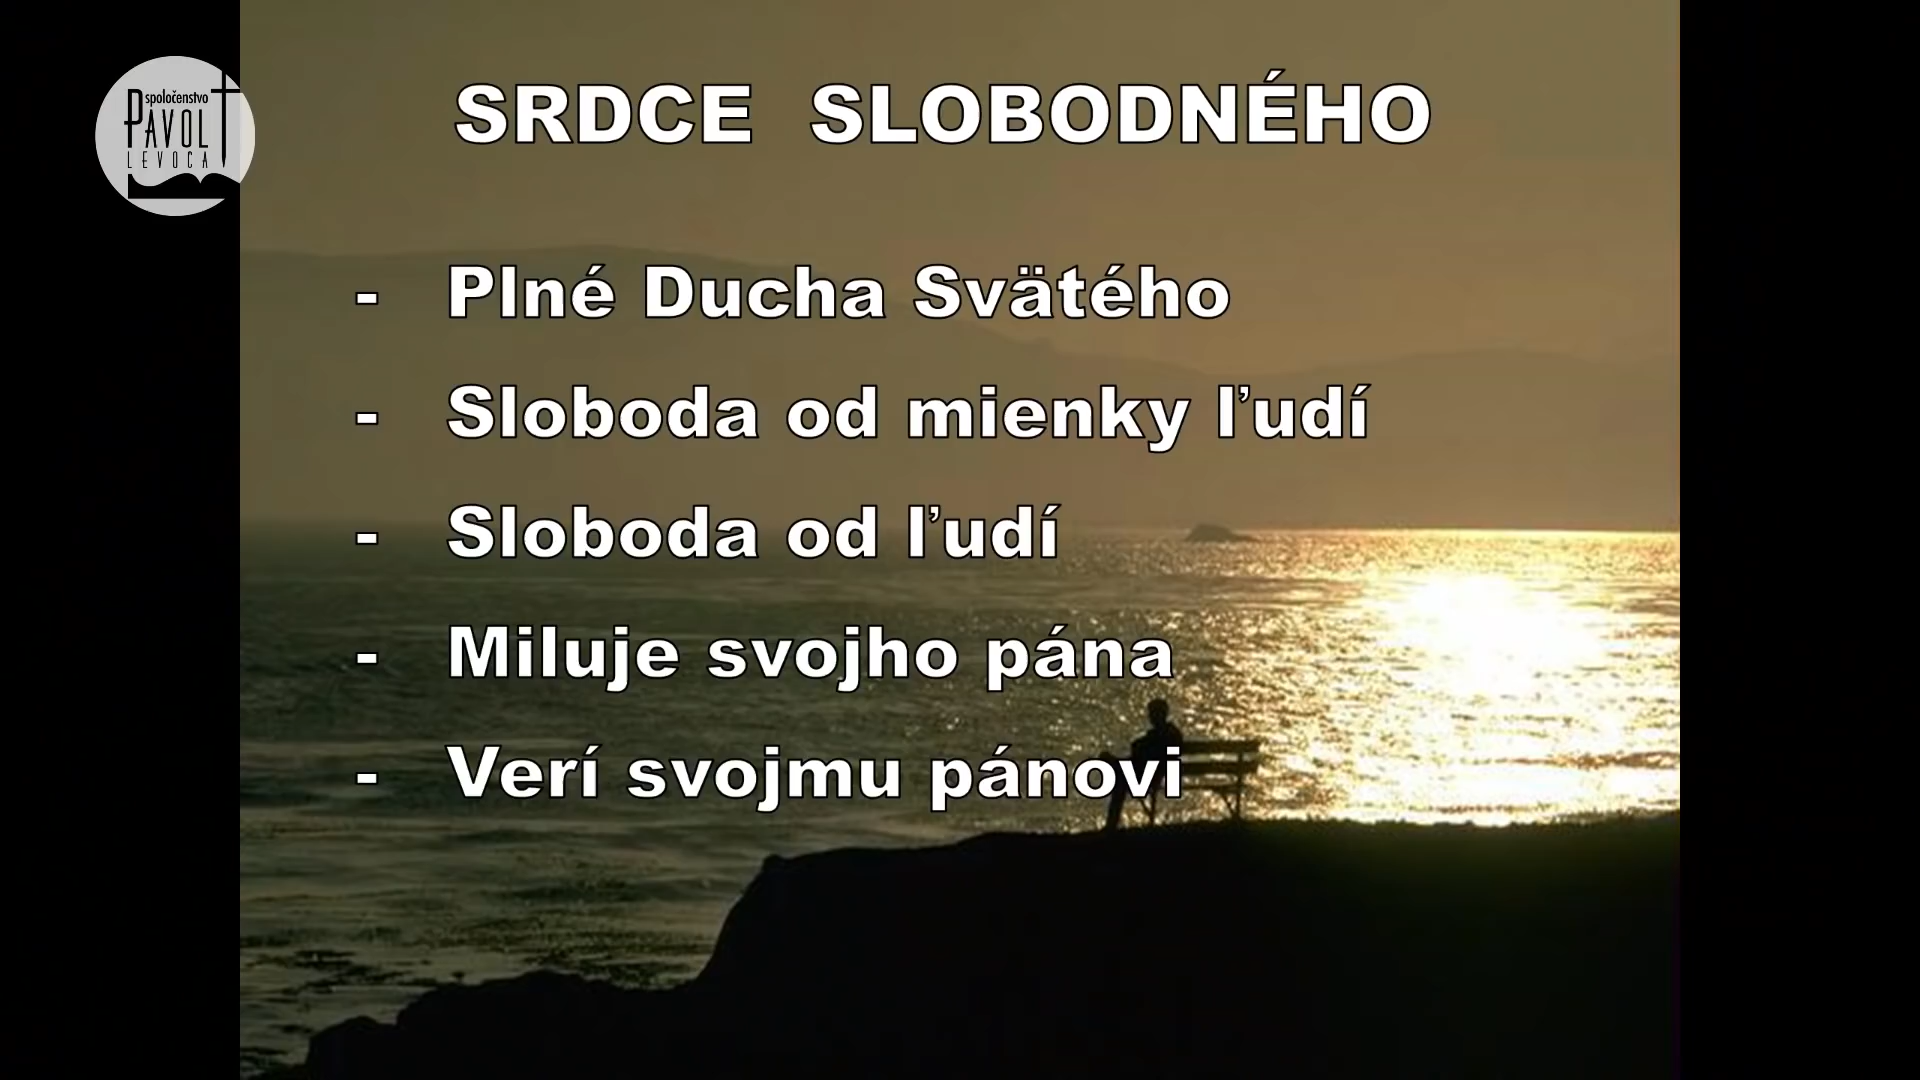 spoločenstvo
PAVOL
LEVOČA
SRDCE SLOBODNÉHO
- Plné Ducha Svätého
- Sloboda od mienky ľudí
- Sloboda od ľudí
- Miluje svojho pána
- Verí svojmu pánovi